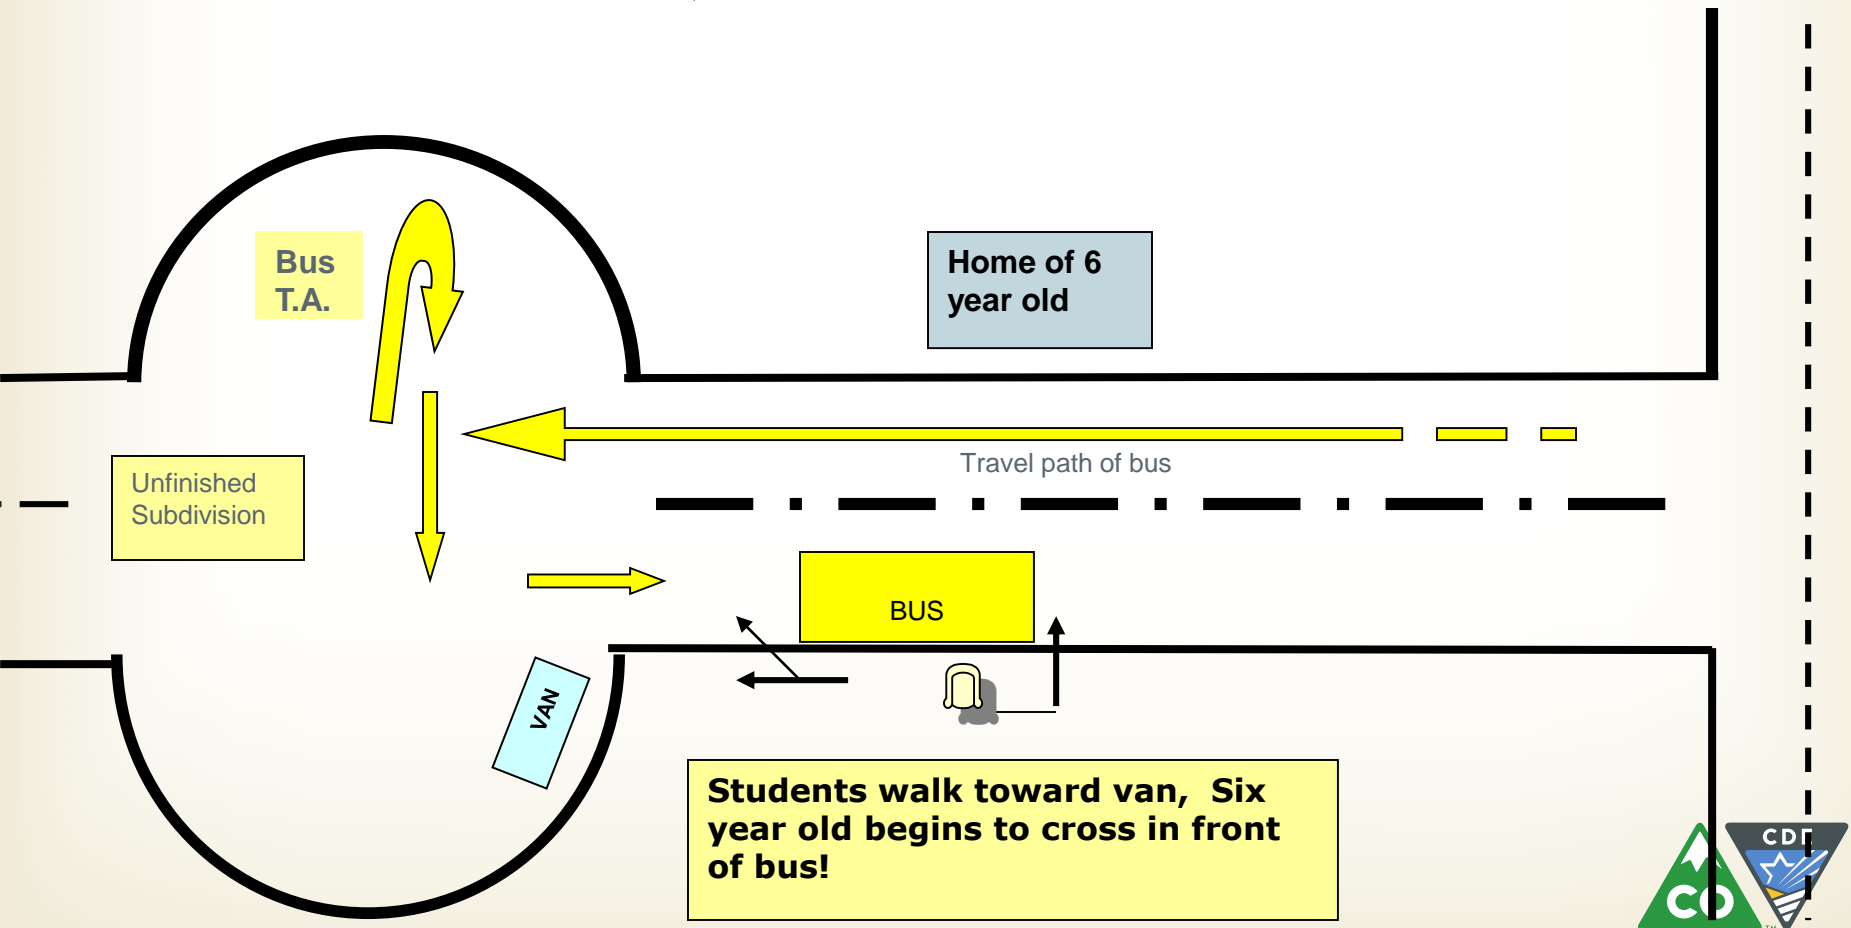 Bus
T.A.
Home of 6
year old
Travel path of bus
Unfinished
Subdivision
BUS
VAN
Students walk toward van,  Six
year old begins to cross in front
of bus!
CDE
CO
TM